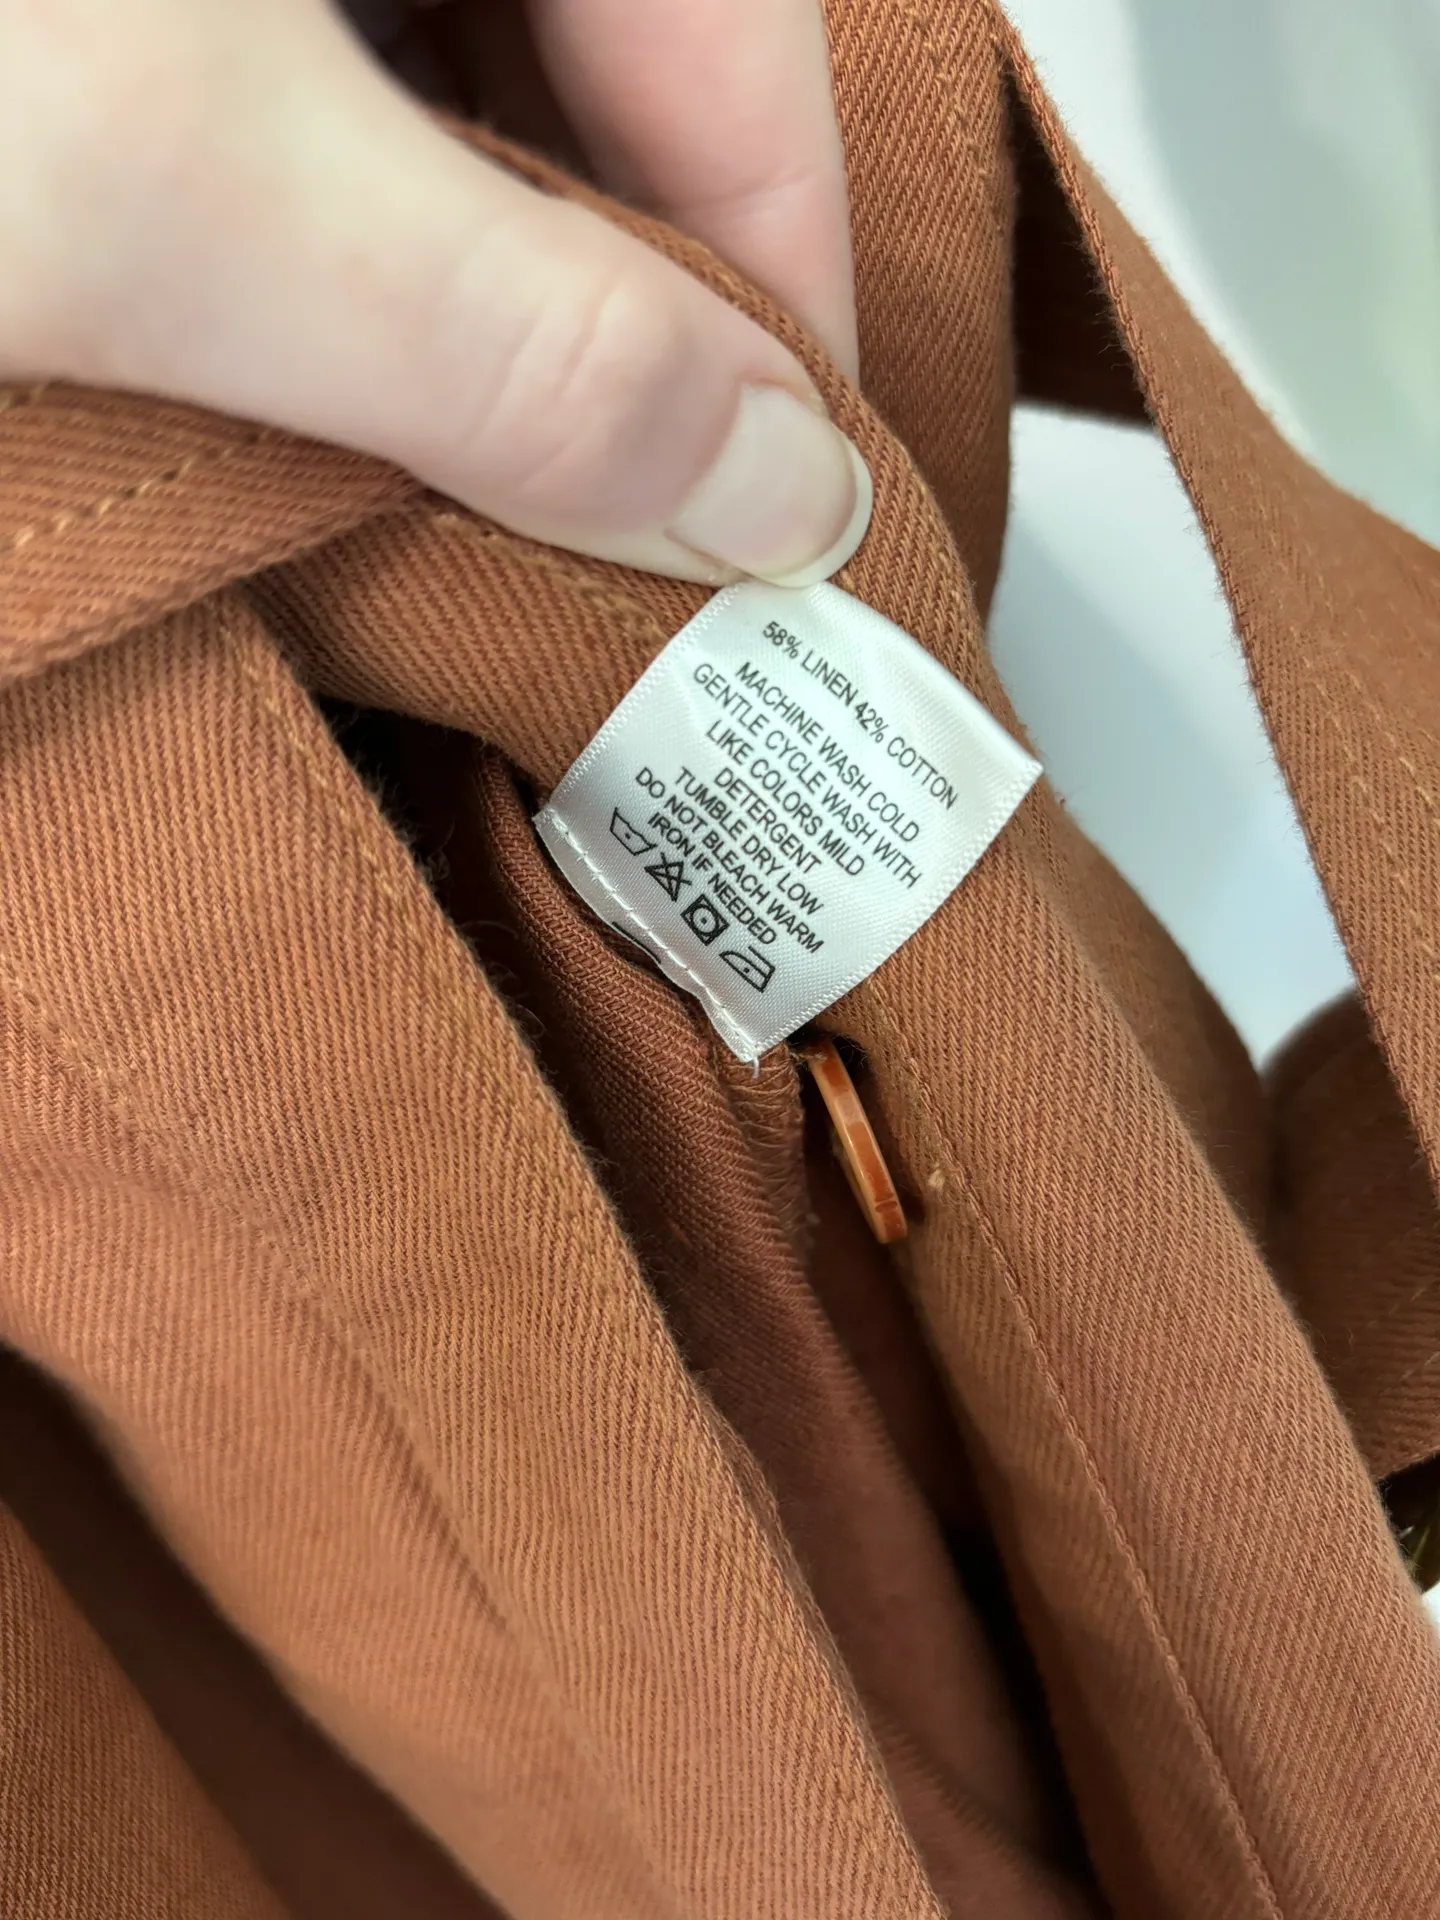 58% LINEN 42% COTTON
MACHINE WASH COLD
GENTLE CYCLE WASH WITH
LIKE COLORS MILD
DETERGENT
TUMBLE DRY LOW
DO NOT BLEACH WARM
IRON IF NEEDED